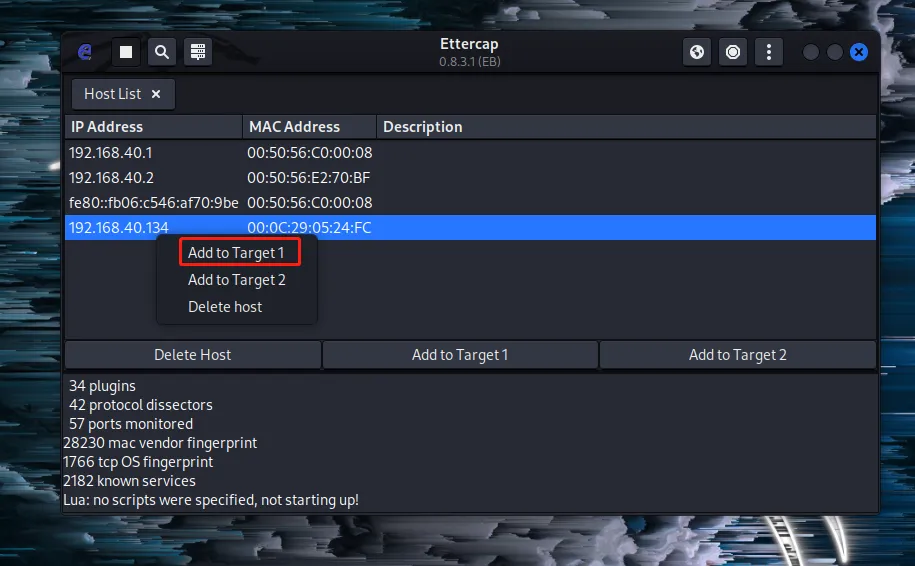 Ettercap
0.8.3.1 (EB)
Host List ×
IP Address MAC Address Description
192.168.40.1 00:50:56:C0:00:08
192.168.40.2 00:50:56:E2:70:BF
fe80::fb06:c546:af70:9be 00:50:56:C0:00:08
192.168.40.134 00:0C:29:05:24:FC
Add to Target 1
Add to Target 2
Delete host
Delete Host Add to Target 1 Add to Target 2
34 plugins
42 protocol dissectors
57 ports monitored
28230 mac vendor fingerprint
1766 tcp OS fingerprint
2182 known services
Lua: no scripts were specified, not starting up!